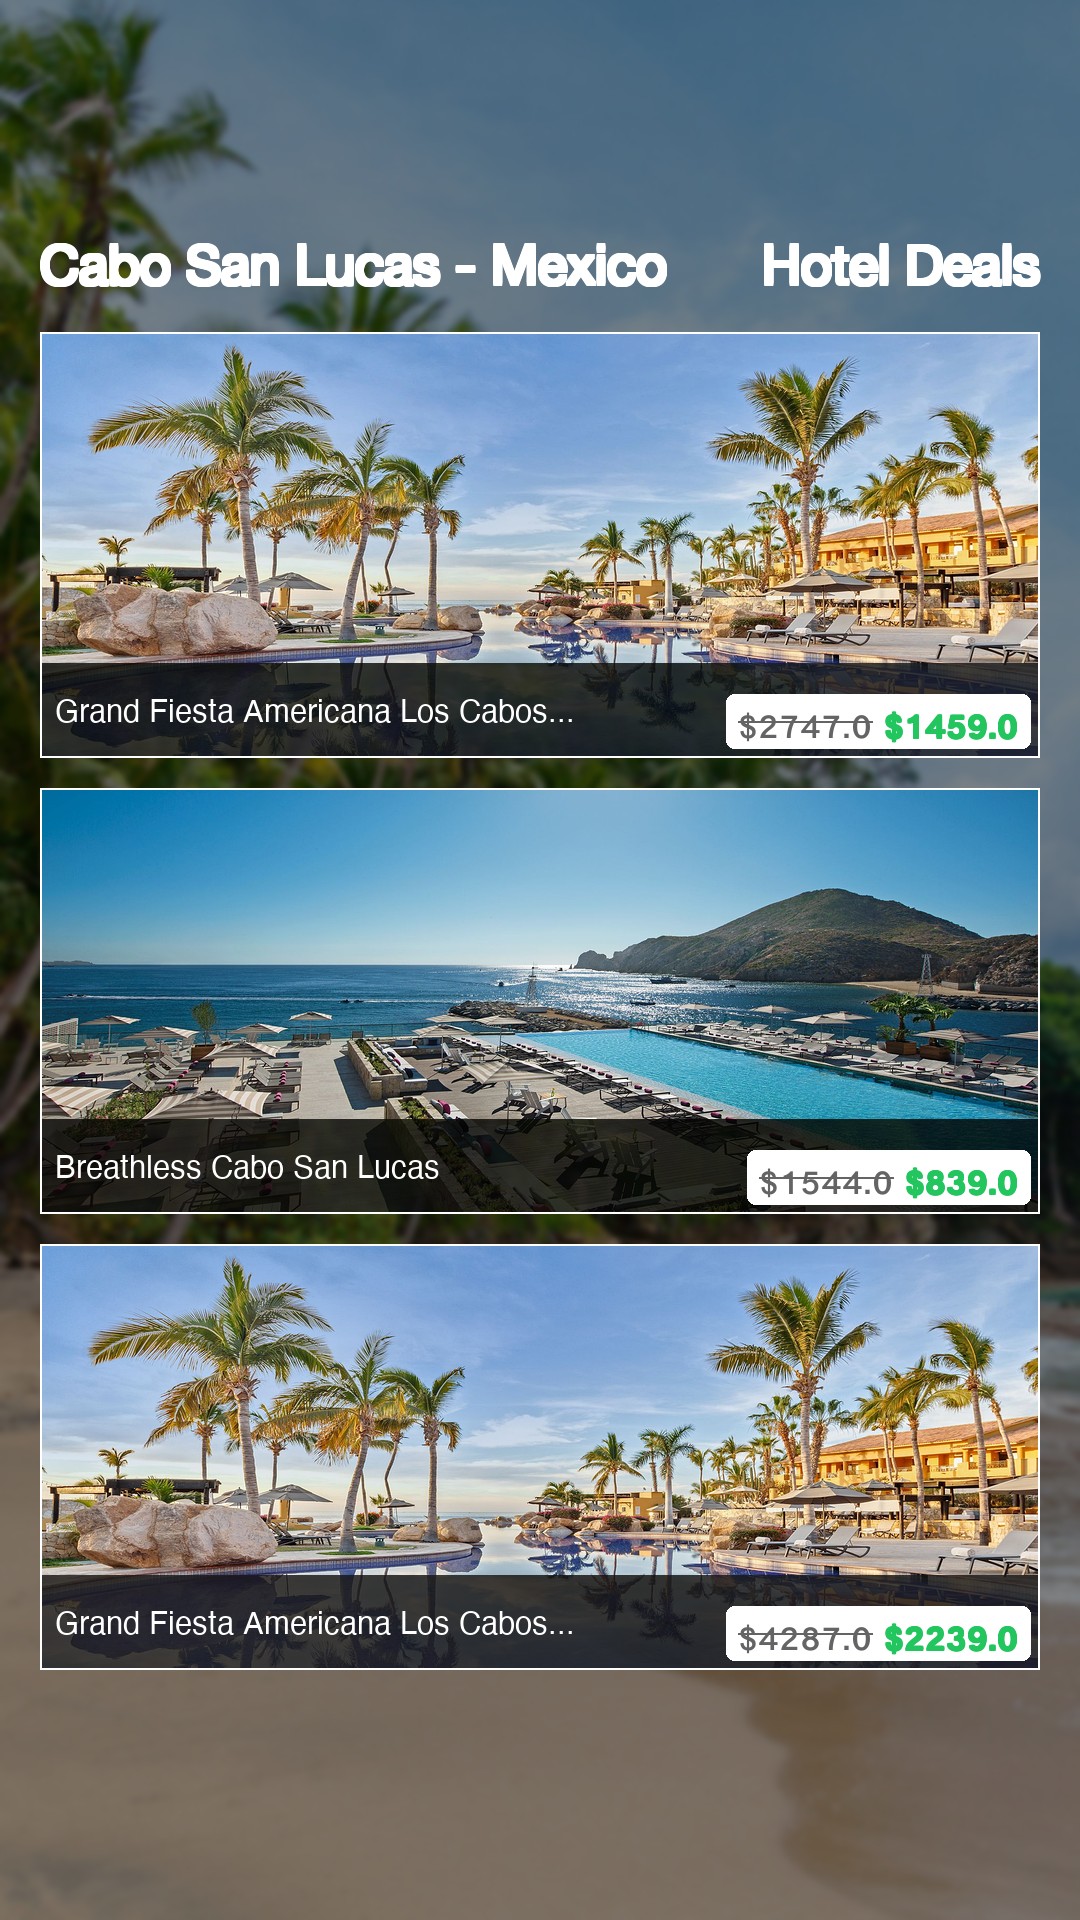 Cabo San Lucas - Mexico Hotel Deals
Grand Fiesta Americana Los Cabos...
$2747.0 $1459.0
Breathless Cabo San Lucas
$1544.0 $839.0
Grand Fiesta Americana Los Cabos...
$4287.0 $2239.0